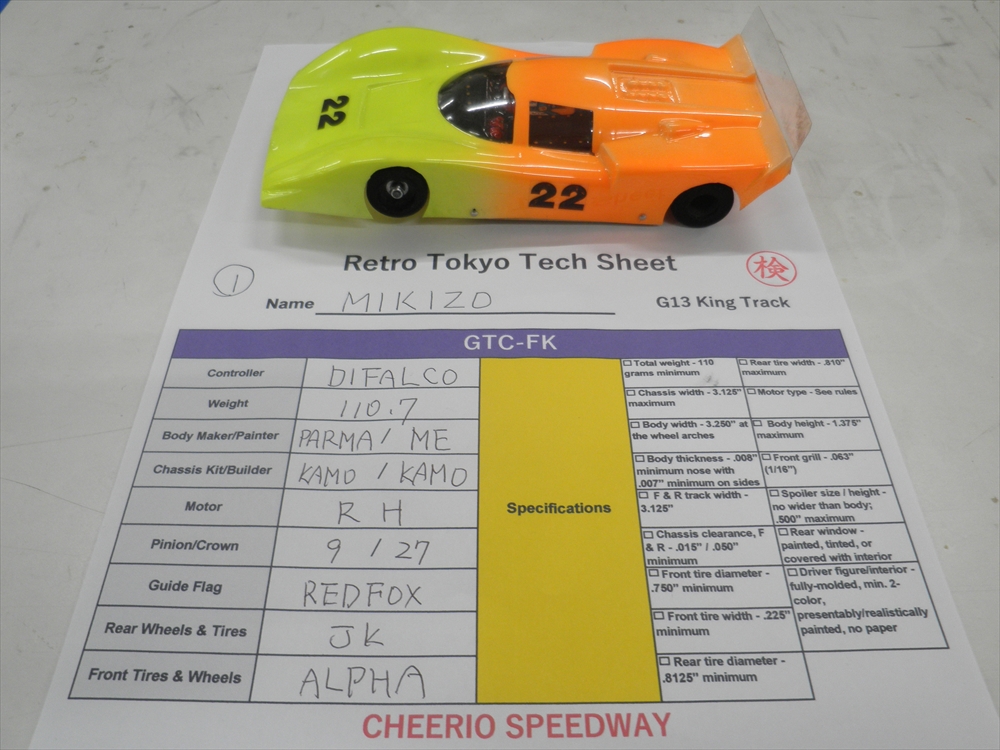 22
22
Retro Tokyo Tech Sheet
検
1
Name MIKIZO
G13 King Track
GTC-FK
Controller DIFALCO
Weight 110.7
Body Maker/Painter PARMA / ME
Chassis Kit/Builder KAMO / KAMO
Motor RH
Pinion/Crown 9 / 27
Guide Flag REDFOX
Rear Wheels & Tires JK
Front Tires & Wheels ALPHA
Specifications
☐ Total weight - 110
grams minimum
☐ Rear tire width - .810"
maximum
☐ Chassis width - 3.125"
maximum
☐ Motor type - See rules
☐ Body width - 3.250" at
the wheel arches
☐ Body height - 1.375"
maximum
☐ Body thickness - .008"
minimum nose with
.007" minimum on sides
☐ Front grill - .063"
(1/16")
☐ F & R track width -
3.125"
☐ Spoiler size / height -
no wider than body;
.500" maximum
☐ Chassis clearance, F
& R - .015" / .050"
minimum
☐ Rear window -
painted, tinted, or
covered with interior
☐ Front tire diameter -
.750" minimum
☐ Driver figure/interior -
fully-molded, min. 2-
color,
presentably/realistically
painted, no paper
☐ Front tire width - .225"
minimum
☐ Rear tire diameter -
.8125" minimum
CHEERIO SPEEDWAY